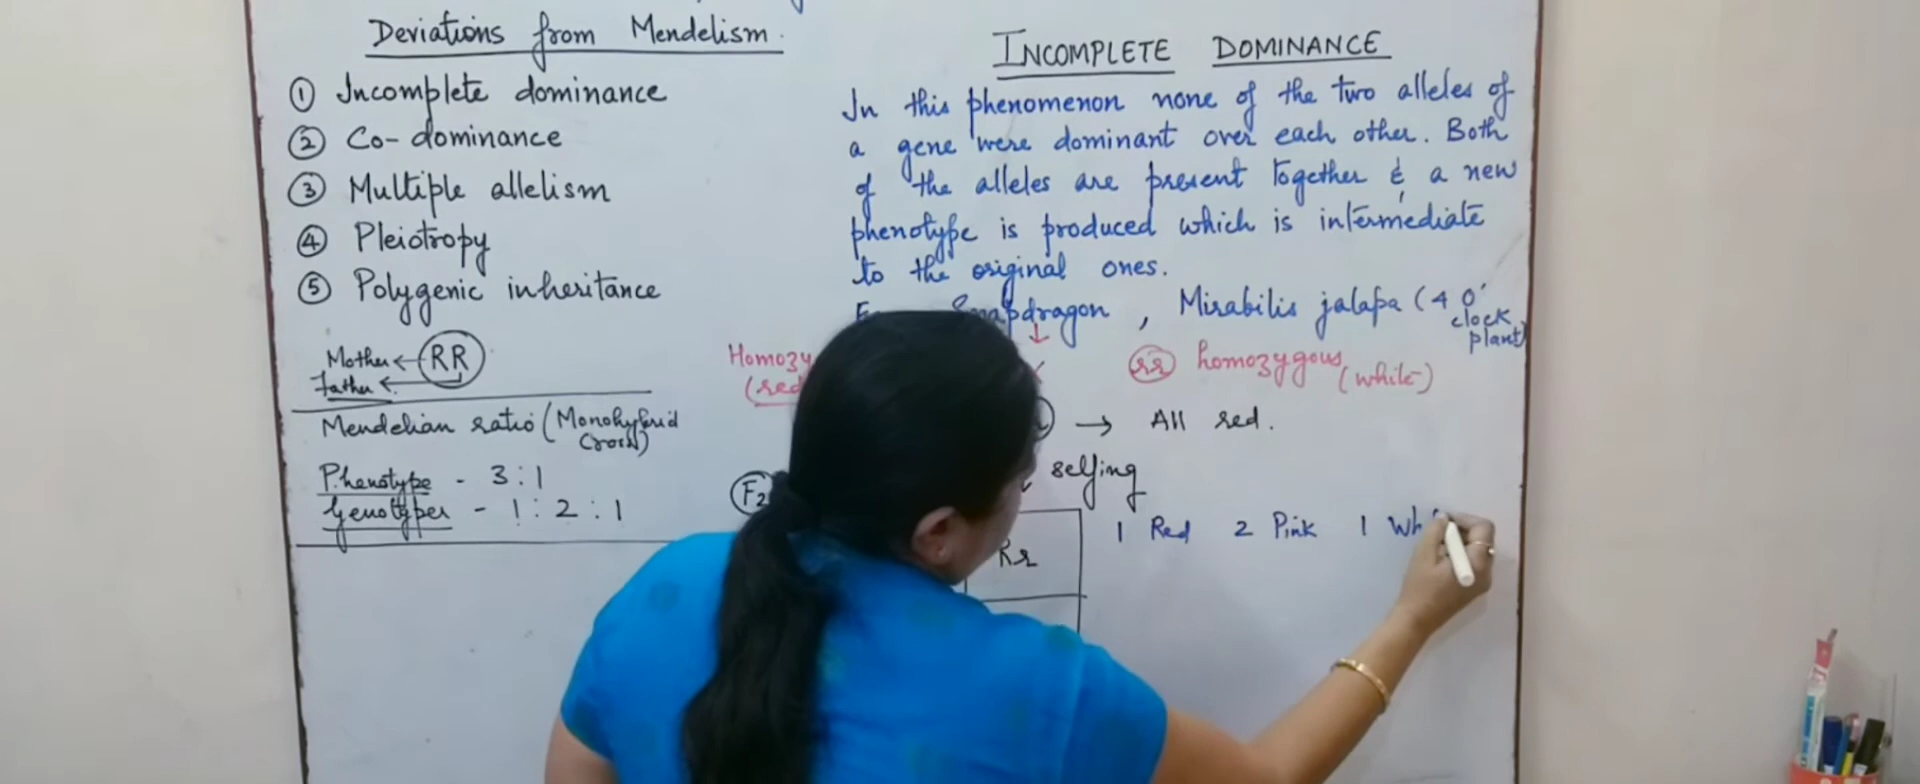 Deviations from Mendelism.
① Incomplete dominance
② Co-dominance
③ Multiple allelism
④ Pleiotropy
⑤ Polygenic inheritance
Mother ← RR
Father ←
Mendelian ratio (Monohybrid
Cross)
Phenotype - 3:1
Genotypes - 1:2:1
INCOMPLETE DOMINANCE
In this phenomenon none of the two alleles of
a gene were dominant over each other. Both
of the alleles are present together & a new
phenotype is produced which is intermediate
to the original ones.
Snapdragon, Mirabilis jalapa (4 O'
clock
plant)
rr homozygous (white)
→ All red.
F2
selfing
1 Red 2 Pink 1
Rr